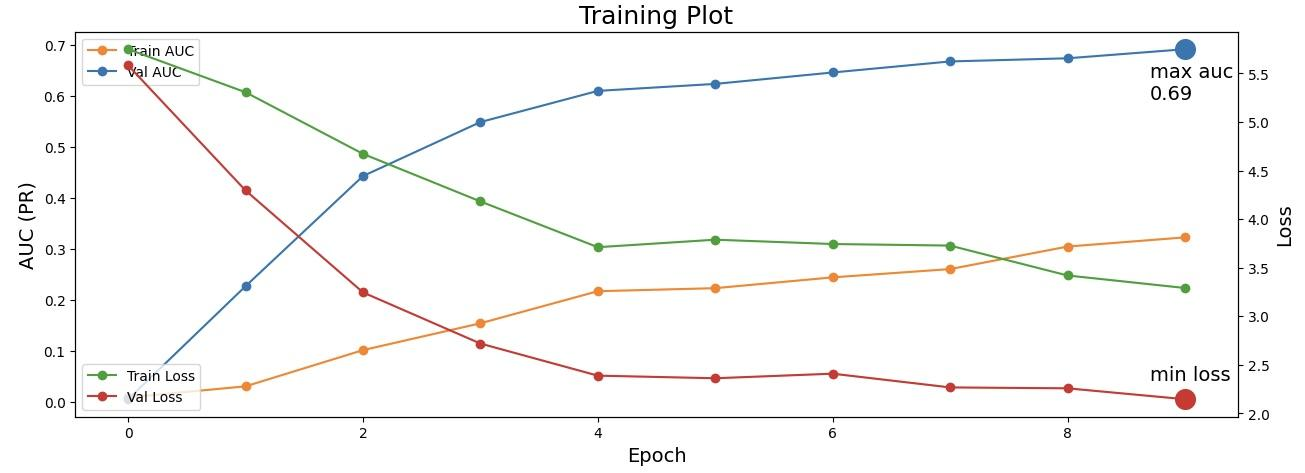 Training Plot
Train AUC
Val AUC
0.7
0.6
0.5
0.4
0.3
0.2
0.1
0.0
AUC (PR)
max auc
0.69
5.5
5.0
4.5
4.0
3.5
3.0
2.5
2.0
Loss
min loss
Train Loss
Val Loss
0
2
4
6
8
Epoch